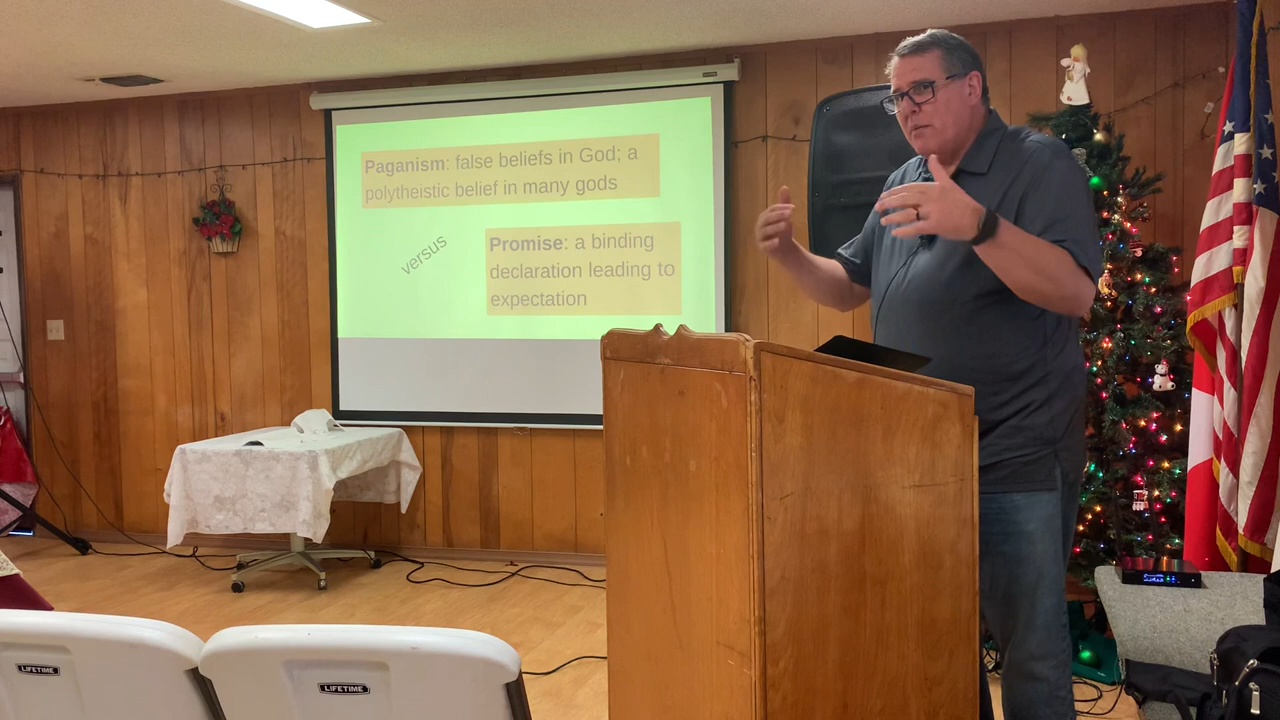 Paganism: false beliefs in God; a
polytheistic belief in many gods
versus
Promise: a binding
declaration leading to
expectation
LIFETIME
LIFETIME